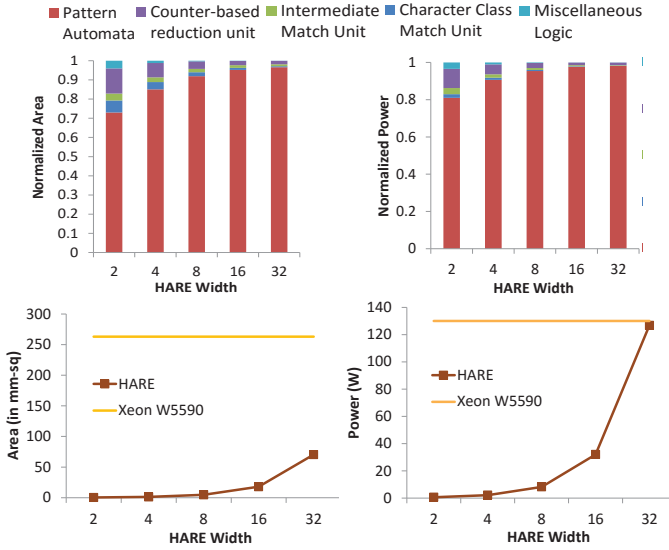 Pattern Automata
Counter-based reduction unit
Intermediate Match Unit
Character Class Match Unit
Miscellaneous Logic
Normalized Area
1
0.9
0.8
0.7
0.6
0.5
0.4
0.3
0.2
0.1
0
2 4 8 16 32
HARE Width
Normalized Power
1
0.8
0.6
0.4
0.2
0
2 4 8 16 32
HARE Width
Area (in mm-sq)
300
250
200
150
100
50
0
HARE
Xeon W5590
2 4 8 16 32
HARE Width
Power (W)
140
120
100
80
60
40
20
0
HARE
Xeon W5590
2 4 8 16 32
HARE Width